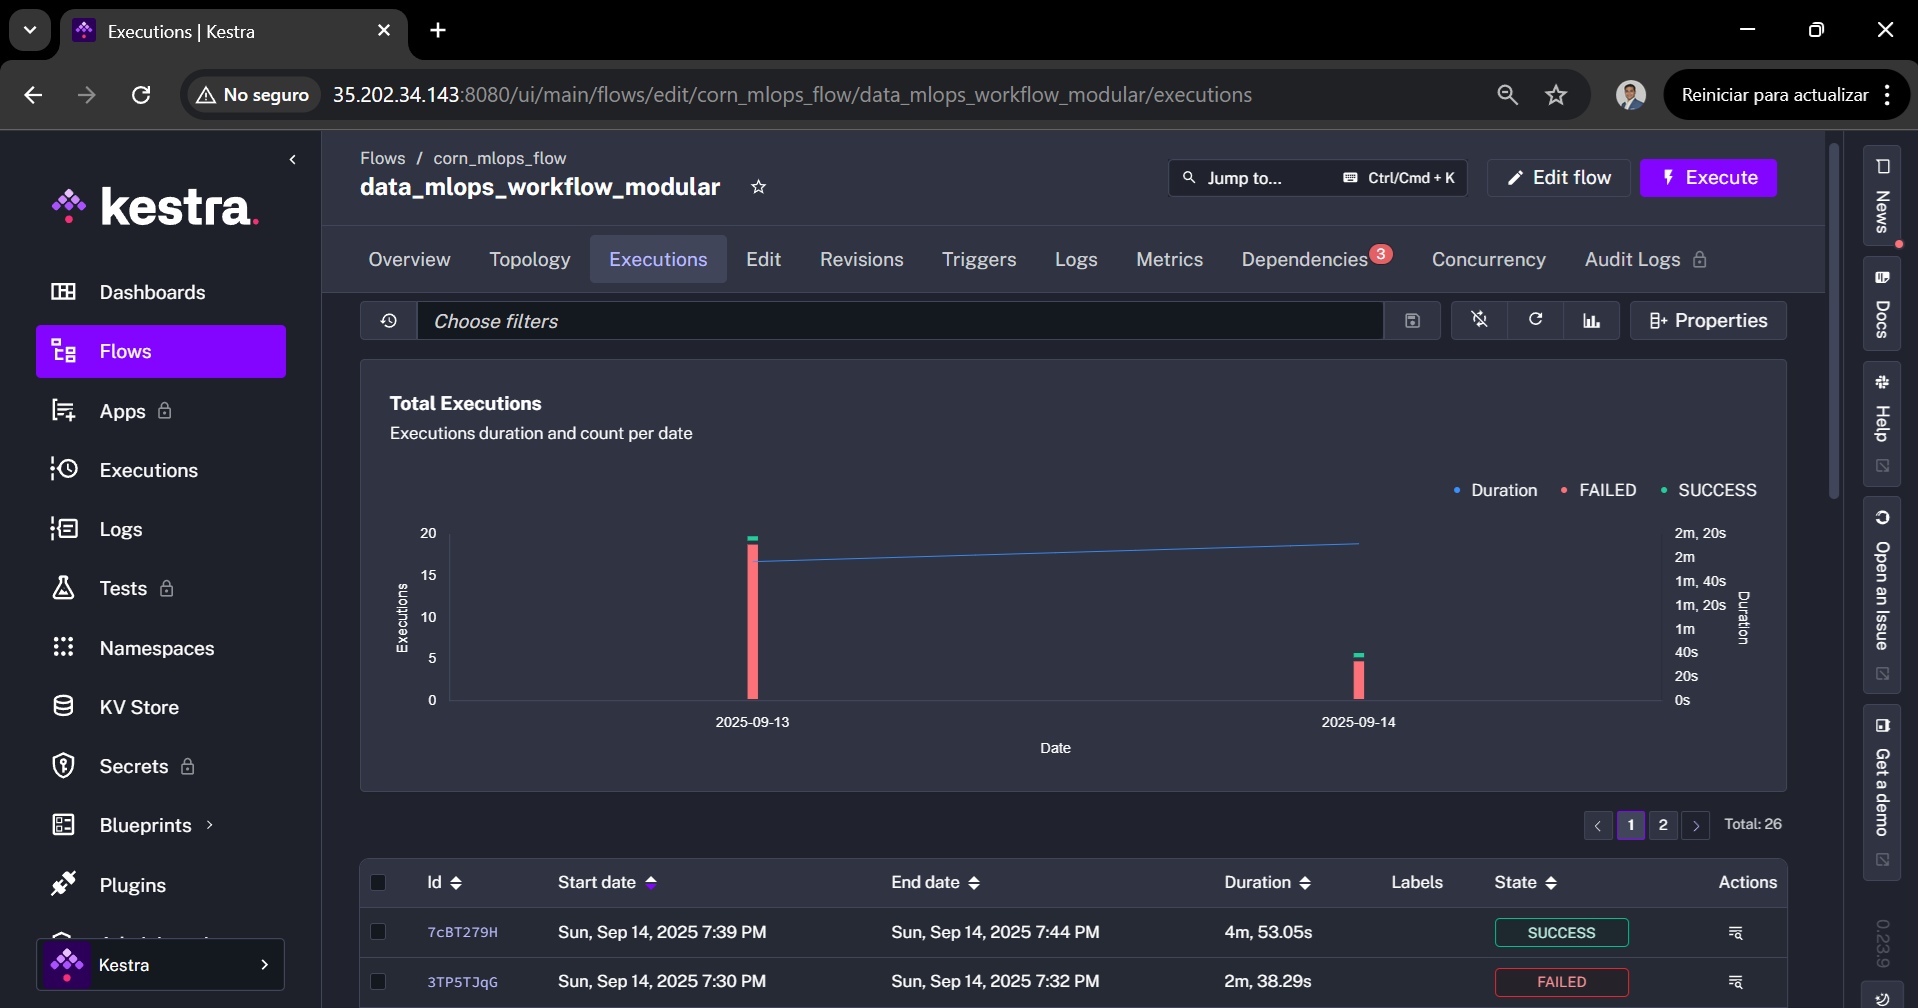 Executions | Kestra
No seguro
35.202.34.143:8080/ui/main/flows/edit/corn_mlops_flow/data_mlops_workflow_modular/executions
Reiniciar para actualizar
kestra.
Dashboards
Flows
Apps
Executions
Logs
Tests
Namespaces
KV Store
Secrets
Blueprints
Plugins
Kestra
Flows / corn_mlops_flow
data_mlops_workflow_modular
Jump to...
Ctrl/Cmd + K
Edit flow
Execute
Overview Topology Executions Edit Revisions Triggers Logs Metrics Dependencies 3 Concurrency Audit Logs
Choose filters
Properties
Total Executions
Executions duration and count per date
Duration FAILED SUCCESS
Executions
20
15
10
5
0
2m, 20s
2m
1m, 40s
1m, 20s
1m
40s
20s
0s
Duration
2025-09-13 2025-09-14
Date
1 2 Total: 26
Id Start date End date Duration Labels State Actions
7cBT279H Sun, Sep 14, 2025 7:39 PM Sun, Sep 14, 2025 7:44 PM 4m, 53.05s SUCCESS
3TP5TJqG Sun, Sep 14, 2025 7:30 PM Sun, Sep 14, 2025 7:32 PM 2m, 38.29s FAILED
News
Docs
Help
Open an Issue
Get a demo
0.23.9